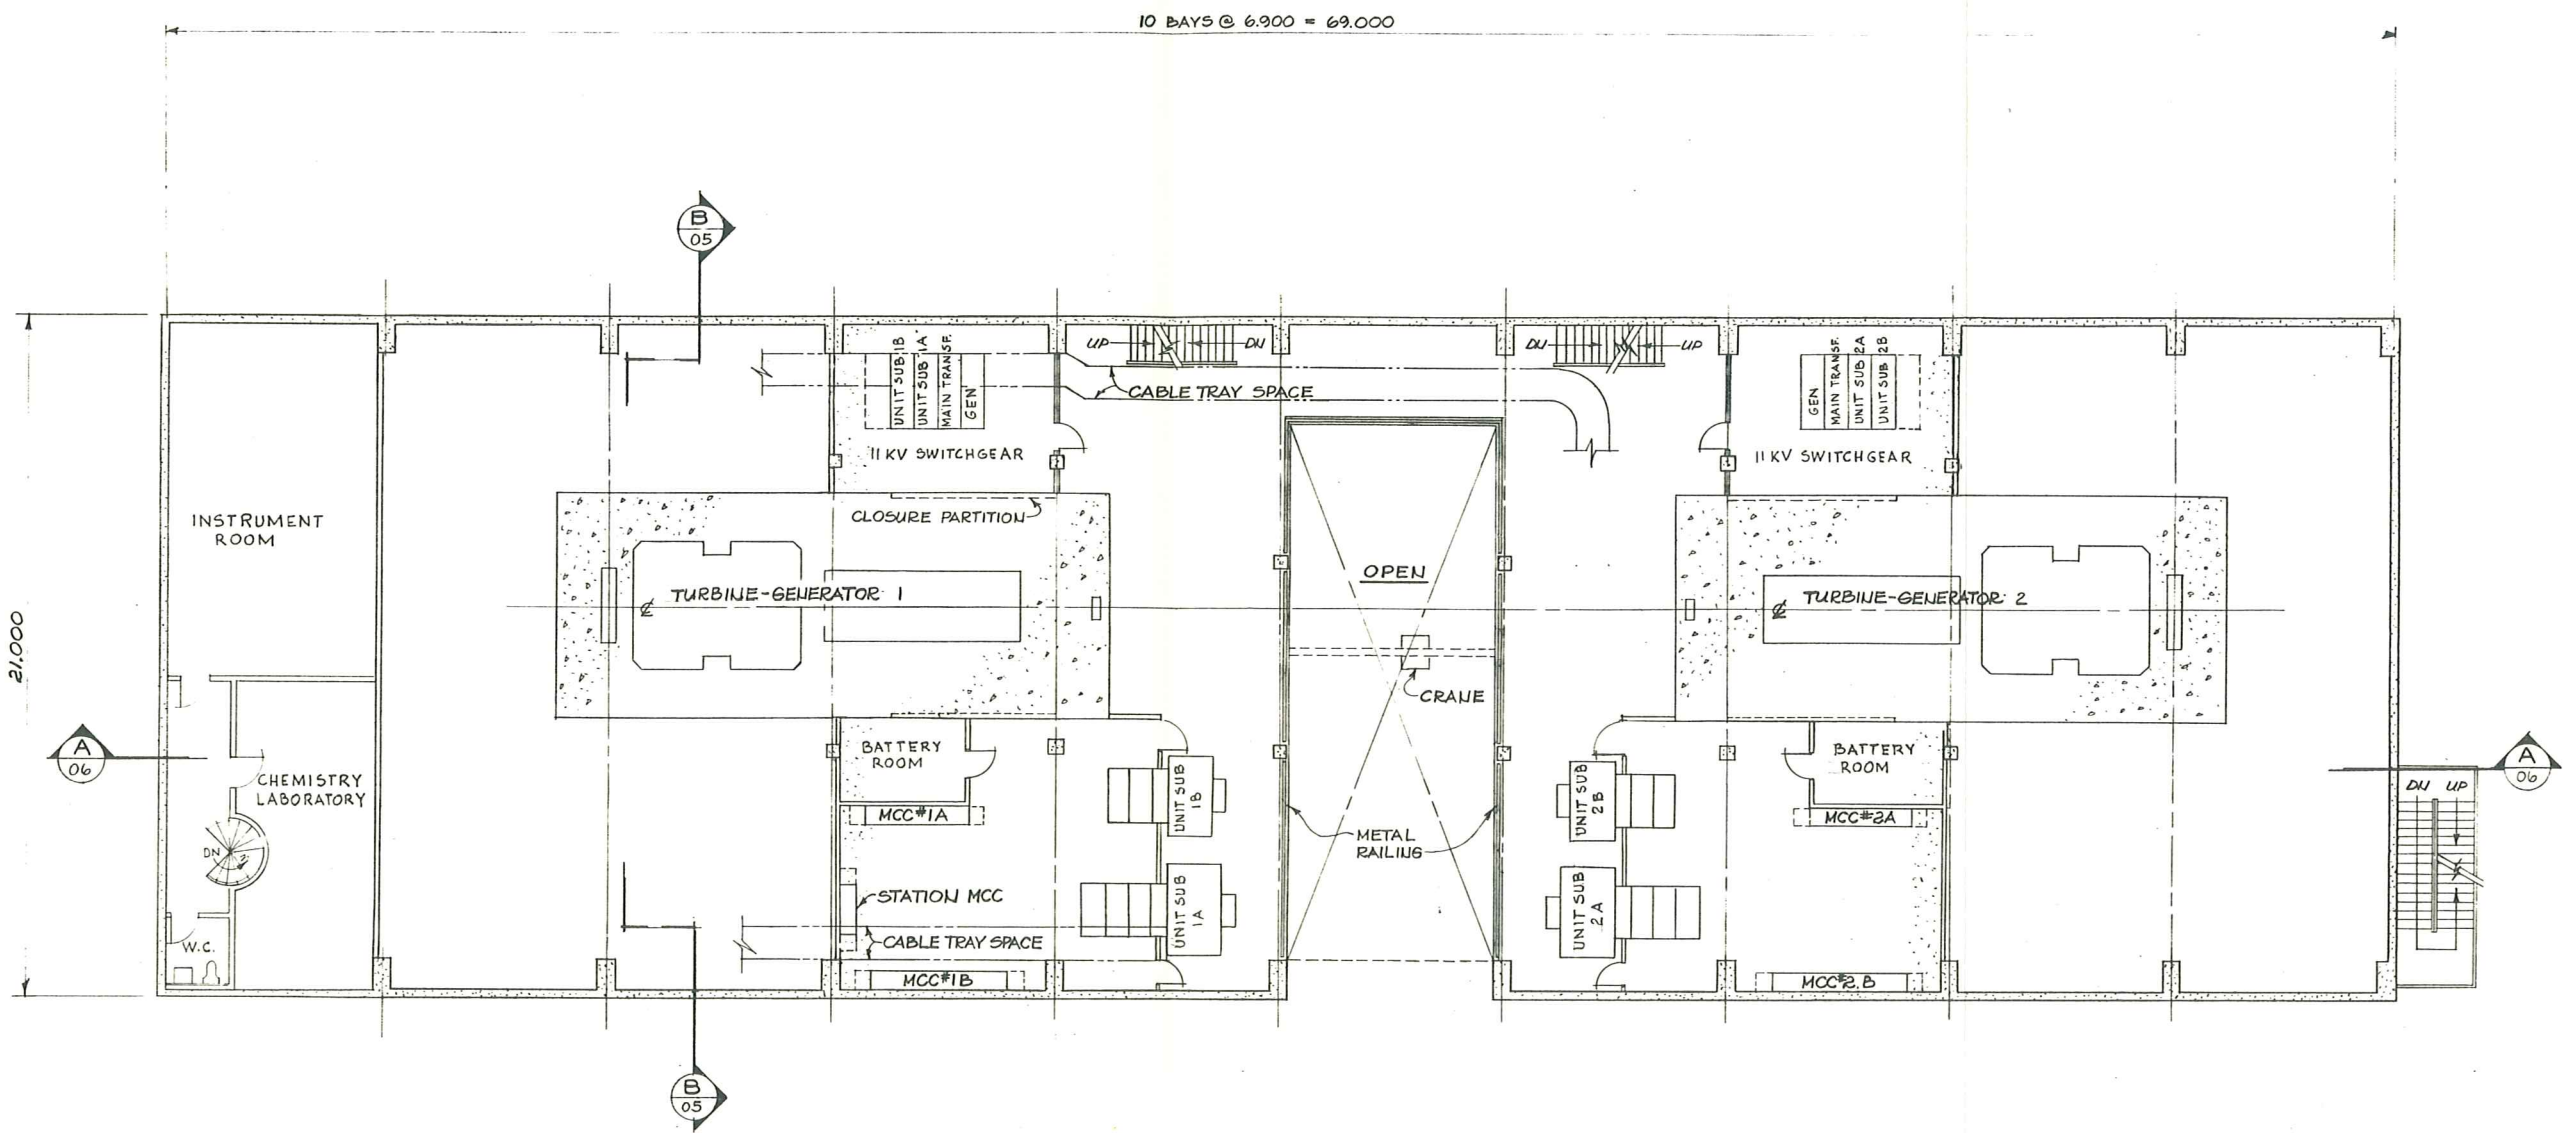 10 BAYS @ 6.900 = 69.000
B
05
UP
DN
DN
UP
UNIT SUB 1B
UNIT SUB 1A
MAIN TRANSF.
GEN
GEN
MAIN TRANSF.
UNIT SUB 2A
UNIT SUB 2B
CABLE TRAY SPACE
11 KV SWITCHGEAR
11 KV SWITCHGEAR
INSTRUMENT
ROOM
CLOSURE PARTITION
OPEN
℄ TURBINE-GENERATOR 1
℄ TURBINE-GENERATOR 2
21.000
CRANE
A
06
BATTERY
ROOM
BATTERY
ROOM
A
06
CHEMISTRY
LABORATORY
UNIT SUB
1B
UNIT SUB
2B
DN UP
MCC#1A
MCC#2A
METAL
RAILING
DN
STATION MCC
UNIT SUB
1A
UNIT SUB
2A
W.C.
CABLE TRAY SPACE
MCC#1B
MCC#2.B
B
05